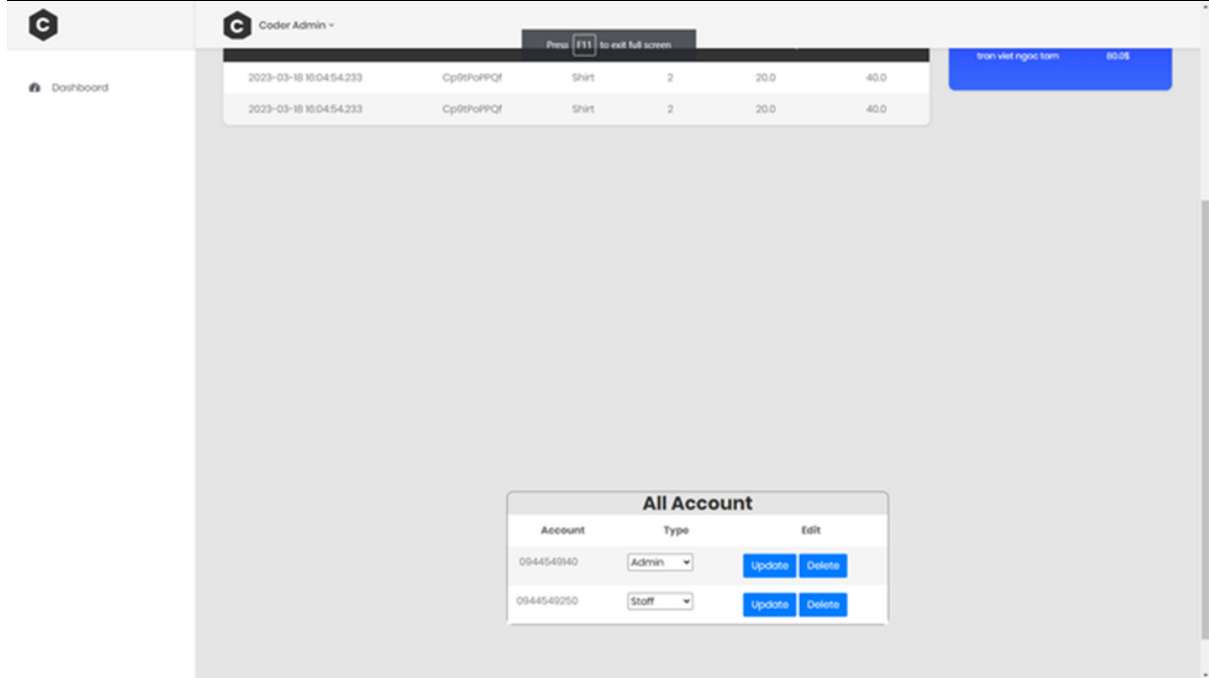 C
C Coder Admin
Press F11 to exit full screen
tran viet ngoc tam 80.0$
Dashboard
2023-03-18 16:04:54.233 Cp9tPoPPQf Shirt 2 20.0 40.0
2023-03-18 16:04:54.233 Cp9tPoPPQf Shirt 2 20.0 40.0
All Account
Account Type Edit
0944549140 Admin Update Delete
0944549250 Staff Update Delete